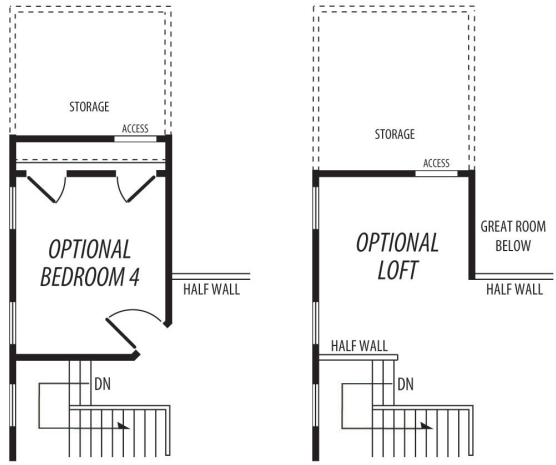 STORAGE
ACCESS
OPTIONAL
BEDROOM 4
HALF WALL
DN
STORAGE
ACCESS
GREAT ROOM
BELOW
OPTIONAL
LOFT
HALF WALL
HALF WALL
DN